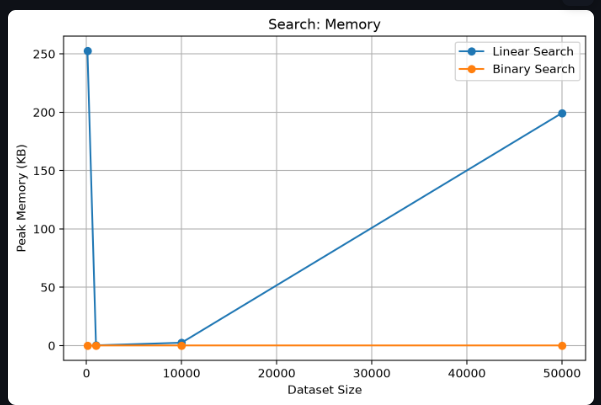 Search: Memory
Linear Search
Binary Search
Peak Memory (KB)
250
200
150
100
50
0
0
10000
20000
30000
40000
50000
Dataset Size